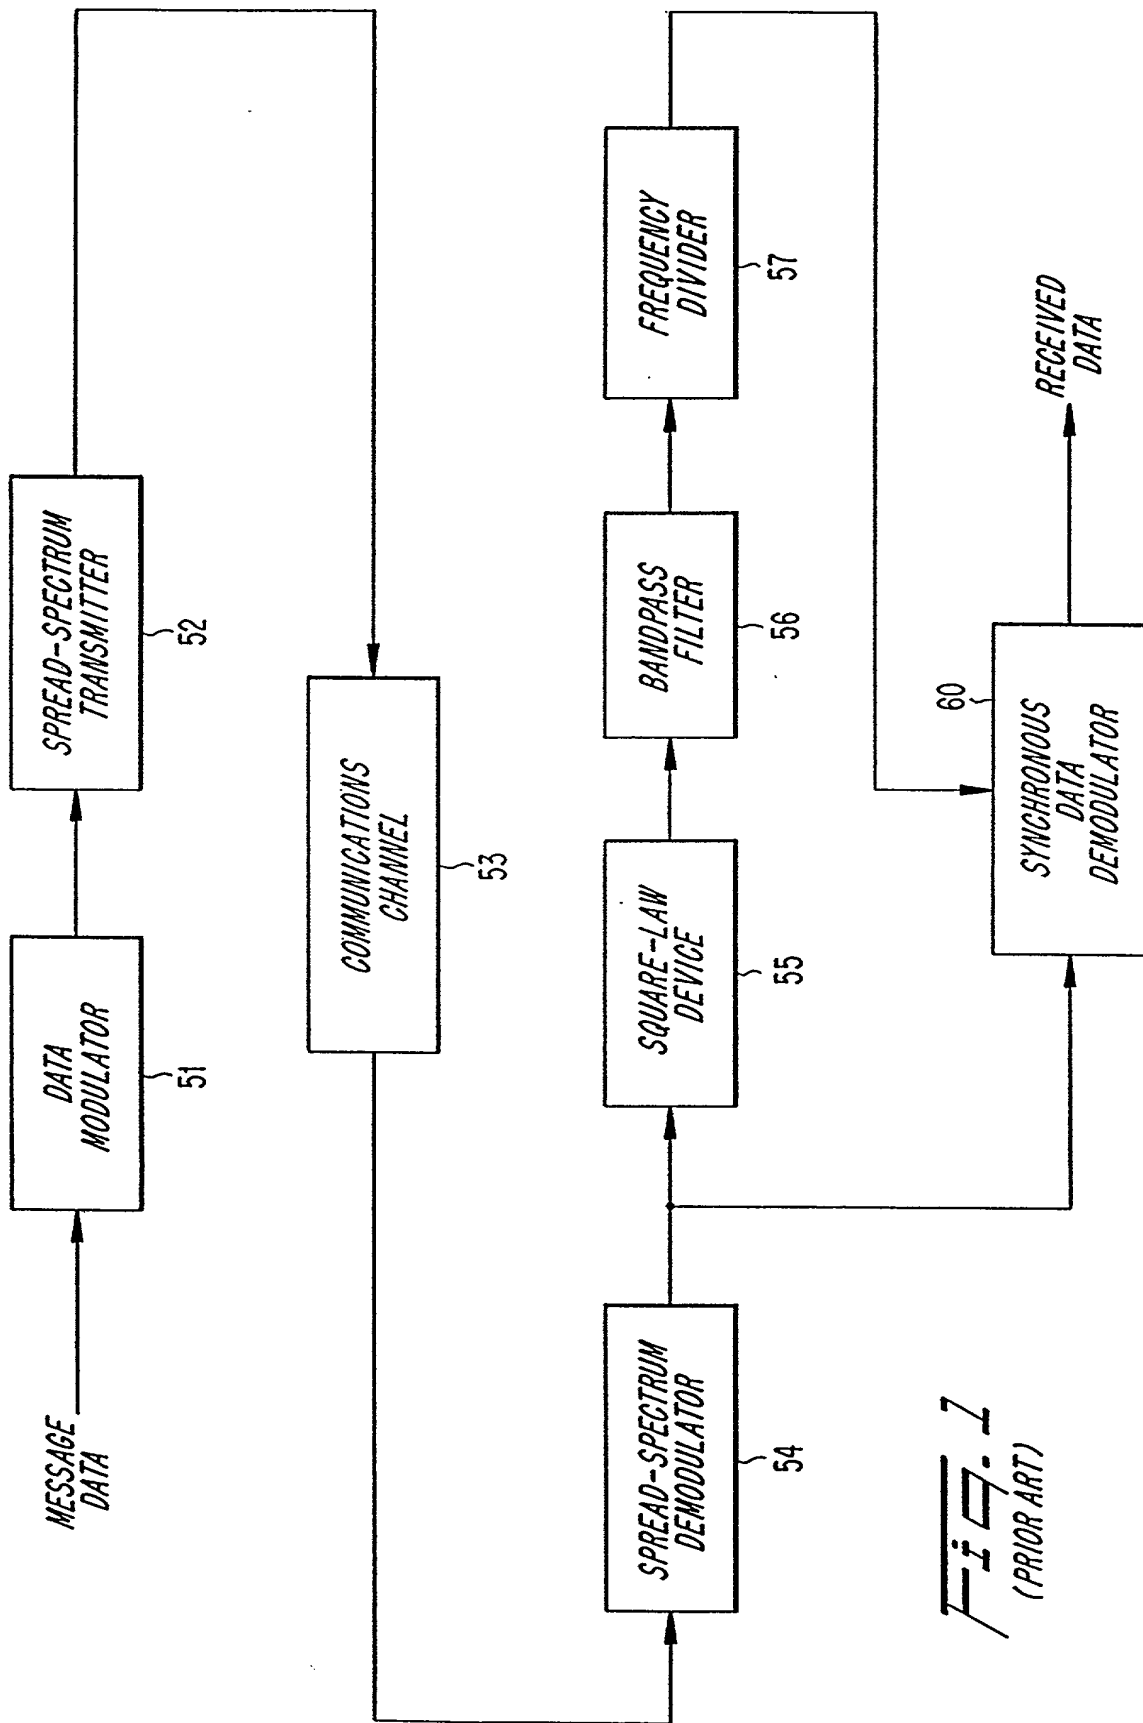 MESSAGE
DATA
DATA
MODULATOR
51
SPREAD-SPECTRUM
TRANSMITTER
52
COMMUNICATIONS
CHANNEL
53
SPREAD-SPECTRUM
DEMODULATOR
54
SQUARE-LAW
DEVICE
55
BANDPASS
FILTER
56
FREQUENCY
DIVIDER
57
60
SYNCHRONOUS
DATA
DEMODULATOR
RECEIVED
DATA
Fig. 1
(PRIOR ART)